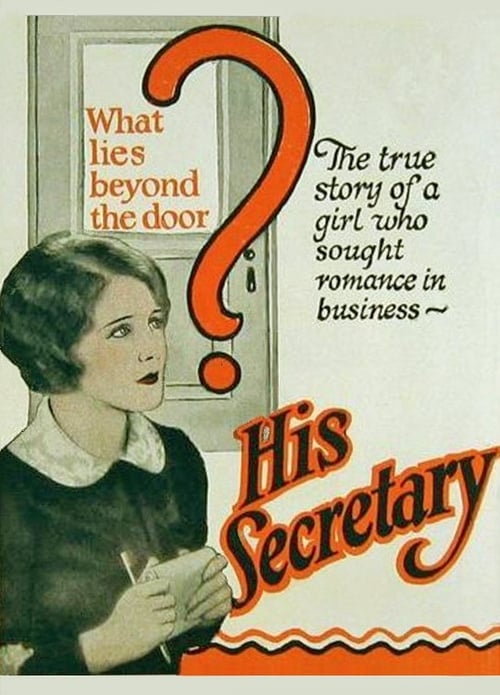 What
lies
beyond
the door
?
The true
story of a
girl who
sought
romance in
business~
His
Secretary